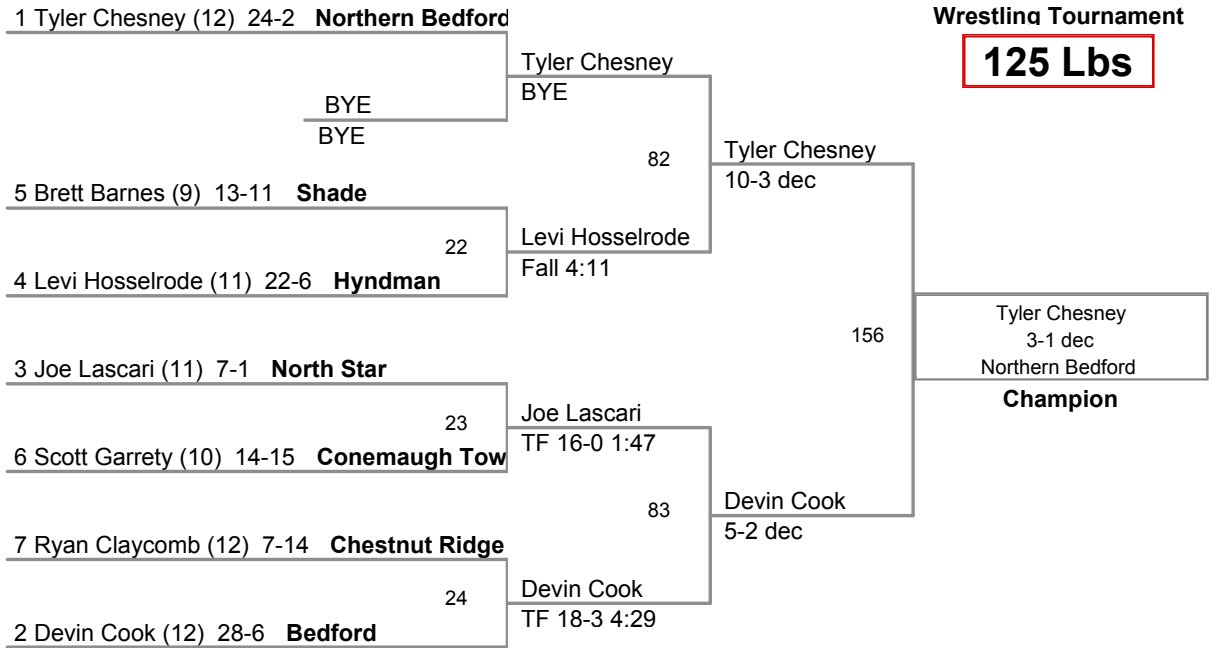 1 Tyler Chesney (12) 24-2 Northern Bedford
Wrestling Tournament
125 Lbs
Tyler Chesney
BYE
BYE
BYE
82
Tyler Chesney
10-3 dec
5 Brett Barnes (9) 13-11 Shade
22
Levi Hosselrode
Fall 4:11
4 Levi Hosselrode (11) 22-6 Hyndman
156
Tyler Chesney
3-1 dec
Northern Bedford
Champion
3 Joe Lascari (11) 7-1 North Star
23
Joe Lascari
TF 16-0 1:47
6 Scott Garrety (10) 14-15 Conemaugh Tow
83
Devin Cook
5-2 dec
7 Ryan Claycomb (12) 7-14 Chestnut Ridge
24
Devin Cook
TF 18-3 4:29
2 Devin Cook (12) 28-6 Bedford